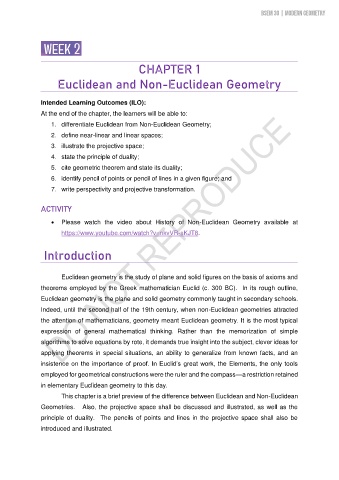 BSEM 30 | MODERN GEOMETRY
WEEK 2
CHAPTER 1
Euclidean and Non-Euclidean Geometry
Intended Learning Outcomes (ILO):
At the end of the chapter, the learners will be able to:
1. differentiate Euclidean from Non-Euclidean Geometry;
2. define near-linear and linear spaces;
3. illustrate the projective space;
4. state the principle of duality;
5. cite geometric theorem and state its duality;
6. identify pencil of points or pencil of lines in a given figure; and
7. write perspectivity and projective transformation.
ACTIVITY
• Please watch the video about History of Non-Euclidean Geometry available at
Introduction
Euclidean geometry is the study of plane and solid figures on the basis of axioms and
theorems employed by the Greek mathematician Euclid (c. 300 BC). In its rough outline,
Euclidean geometry is the plane and solid geometry commonly taught in secondary schools.
Indeed, until the second half of the 19th century, when non-Euclidean geometries attracted
the attention of mathematicians, geometry meant Euclidean geometry. It is the most typical
expression of general mathematical thinking. Rather than the memorization of simple
algorithms to solve equations by rote, it demands true insight into the subject, clever ideas for
applying theorems in special situations, an ability to generalize from known facts, and an
insistence on the importance of proof. In Euclid's great work, the Elements, the only tools
employed for geometrical constructions were the ruler and the compass—a restriction retained
in elementary Euclidean geometry to this day.
This chapter is a brief preview of the difference between Euclidean and Non-Euclidean
Geometries. Also, the projective space shall be discussed and illustrated, as well as the
principle of duality. The pencils of points and lines in the projective space shall also be
introduced and illustrated.
REPRODUCE